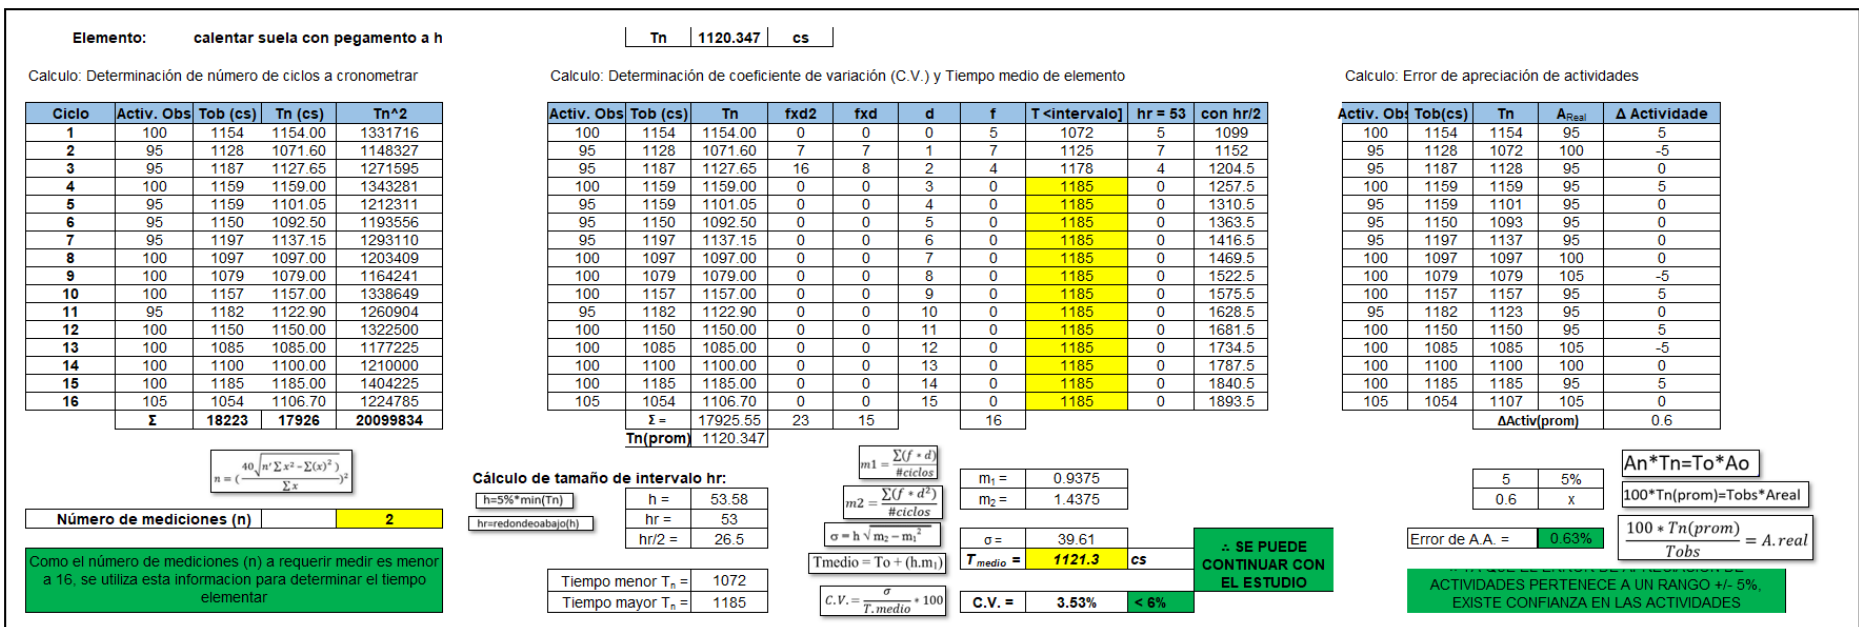 Elemento: calentar suela con pegamento a h Tn 1120.347 cs
Calculo: Determinación de número de ciclos a cronometrar
Ciclo Activ. Obs Tob (cs) Tn (cs) Tn^2
1 100 1154 1154.00 1331716
2 95 1128 1071.60 1148327
3 95 1187 1127.65 1271595
4 100 1159 1159.00 1343281
5 95 1159 1101.05 1212311
6 95 1150 1092.50 1193556
7 95 1197 1137.15 1293110
8 100 1097 1097.00 1203409
9 100 1079 1079.00 1164241
10 100 1157 1157.00 1338649
11 95 1182 1122.90 1260904
12 100 1150 1150.00 1322500
13 100 1085 1085.00 1177225
14 100 1100 1100.00 1210000
15 100 1185 1185.00 1404225
16 105 1054 1106.70 1224785
Σ 18223 17926 20099834
n = (40√(n' Σ x² − Σ(x)²) / Σ x)²
Número de mediciones (n) 2
Como el número de mediciones (n) a requerir medir es menor
a 16, se utiliza esta informacion para determinar el tiempo
elementar
Calculo: Determinación de coeficiente de variación (C.V.) y Tiempo medio de elemento
Activ. Obs Tob (cs) Tn fxd2 fxd d f T <intervalo] hr = 53 con hr/2
100 1154 1154.00 0 0 0 5 1072 5 1099
95 1128 1071.60 7 7 1 7 1125 7 1152
95 1187 1127.65 16 8 2 4 1178 4 1204.5
100 1159 1159.00 0 0 3 0 1185 0 1257.5
95 1159 1101.05 0 0 4 0 1185 0 1310.5
95 1150 1092.50 0 0 5 0 1185 0 1363.5
95 1197 1137.15 0 0 6 0 1185 0 1416.5
100 1097 1097.00 0 0 7 0 1185 0 1469.5
100 1079 1079.00 0 0 8 0 1185 0 1522.5
100 1157 1157.00 0 0 9 0 1185 0 1575.5
95 1182 1122.90 0 0 10 0 1185 0 1628.5
100 1150 1150.00 0 0 11 0 1185 0 1681.5
100 1085 1085.00 0 0 12 0 1185 0 1734.5
100 1100 1100.00 0 0 13 0 1185 0 1787.5
100 1185 1185.00 0 0 14 0 1185 0 1840.5
105 1054 1106.70 0 0 15 0 1185 0 1893.5
Σ = 17925.55 23 15 16
Tn(prom) 1120.347
Cálculo de tamaño de intervalo hr:
h=5%*min(Tn) h = 53.58
hr=redondeoabajo(h) hr = 53
hr/2 = 26.5
Tiempo menor Tn = 1072
Tiempo mayor Tn = 1185
m1 = Σ(f * d) / #ciclos m1 = 0.9375
m2 = Σ(f * d²) / #ciclos m2 = 1.4375
σ = h √(m₂ − m₁²) σ = 39.61
Tmedio = To + (h.m₁) Tmedio = 1121.3 cs
C.V. = σ / T.medio * 100 C.V. = 3.53% < 6%
∴ SE PUEDE
CONTINUAR CON
EL ESTUDIO
Calculo: Error de apreciación de actividades
Activ. Obs Tob(cs) Tn AReal Δ Actividade
100 1154 1154 95 5
95 1128 1072 100 -5
95 1187 1128 95 0
100 1159 1159 95 5
95 1159 1101 95 0
95 1150 1093 95 0
95 1197 1137 95 0
100 1097 1097 100 0
100 1079 1079 105 -5
100 1157 1157 95 5
95 1182 1123 95 0
100 1150 1150 95 5
100 1085 1085 105 -5
100 1100 1100 100 0
100 1185 1185 95 5
105 1054 1107 105 0
ΔActiv(prom) 0.6
5 5%
0.6 x
Error de A.A. = 0.63%
An*Tn=To*Ao
100*Tn(prom)=Tobs*Areal
100 * Tn(prom) / Tobs = A.real
ACTIVIDADES PERTENECE A UN RANGO +/- 5%,
EXISTE CONFIANZA EN LAS ACTIVIDADES